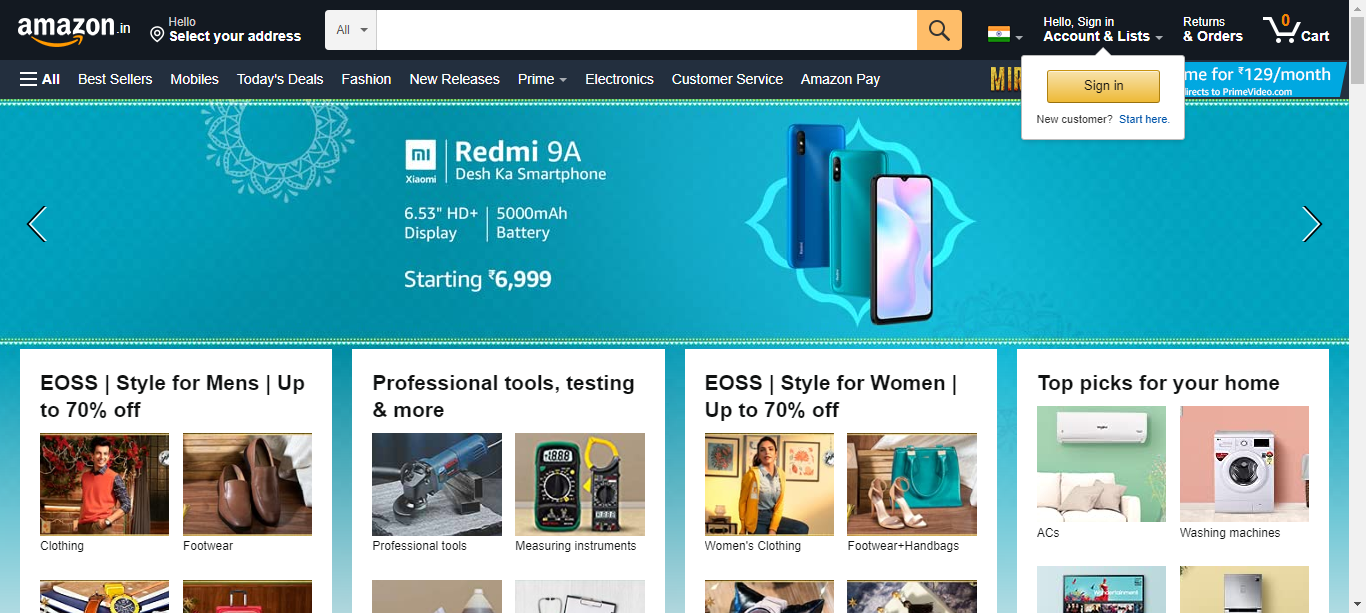 amazon.in
Hello
Select your address
All
Hello, Sign in
Account & Lists
Returns
& Orders
0
Cart
All
Best Sellers
Mobiles
Today's Deals
Fashion
New Releases
Prime
Electronics
Customer Service
Amazon Pay
me for ₹129/month
directs to PrimeVideo.com
Sign in
New customer? Start here.
mi
Xiaomi
Redmi 9A
Desh Ka Smartphone
6.53" HD+
Display
5000mAh
Battery
Starting ₹6,999
EOSS | Style for Mens | Up
to 70% off
Clothing
Footwear
Professional tools, testing
& more
Professional tools
Measuring instruments
EOSS | Style for Women |
Up to 70% off
Women's Clothing
Footwear+Handbags
Top picks for your home
ACs
Washing machines